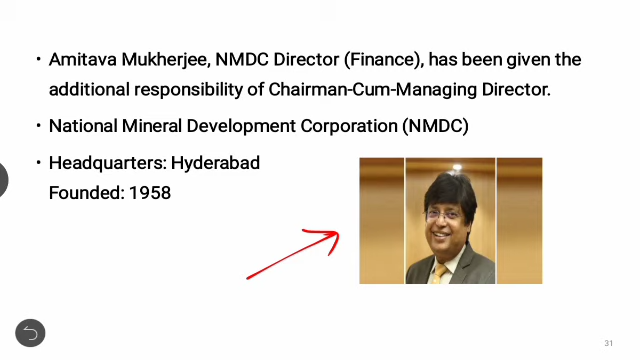 • Amitava Mukherjee, NMDC Director (Finance), has been given the
additional responsibility of Chairman-Cum-Managing Director.
• National Mineral Development Corporation (NMDC)
• Headquarters: Hyderabad
Founded: 1958
31